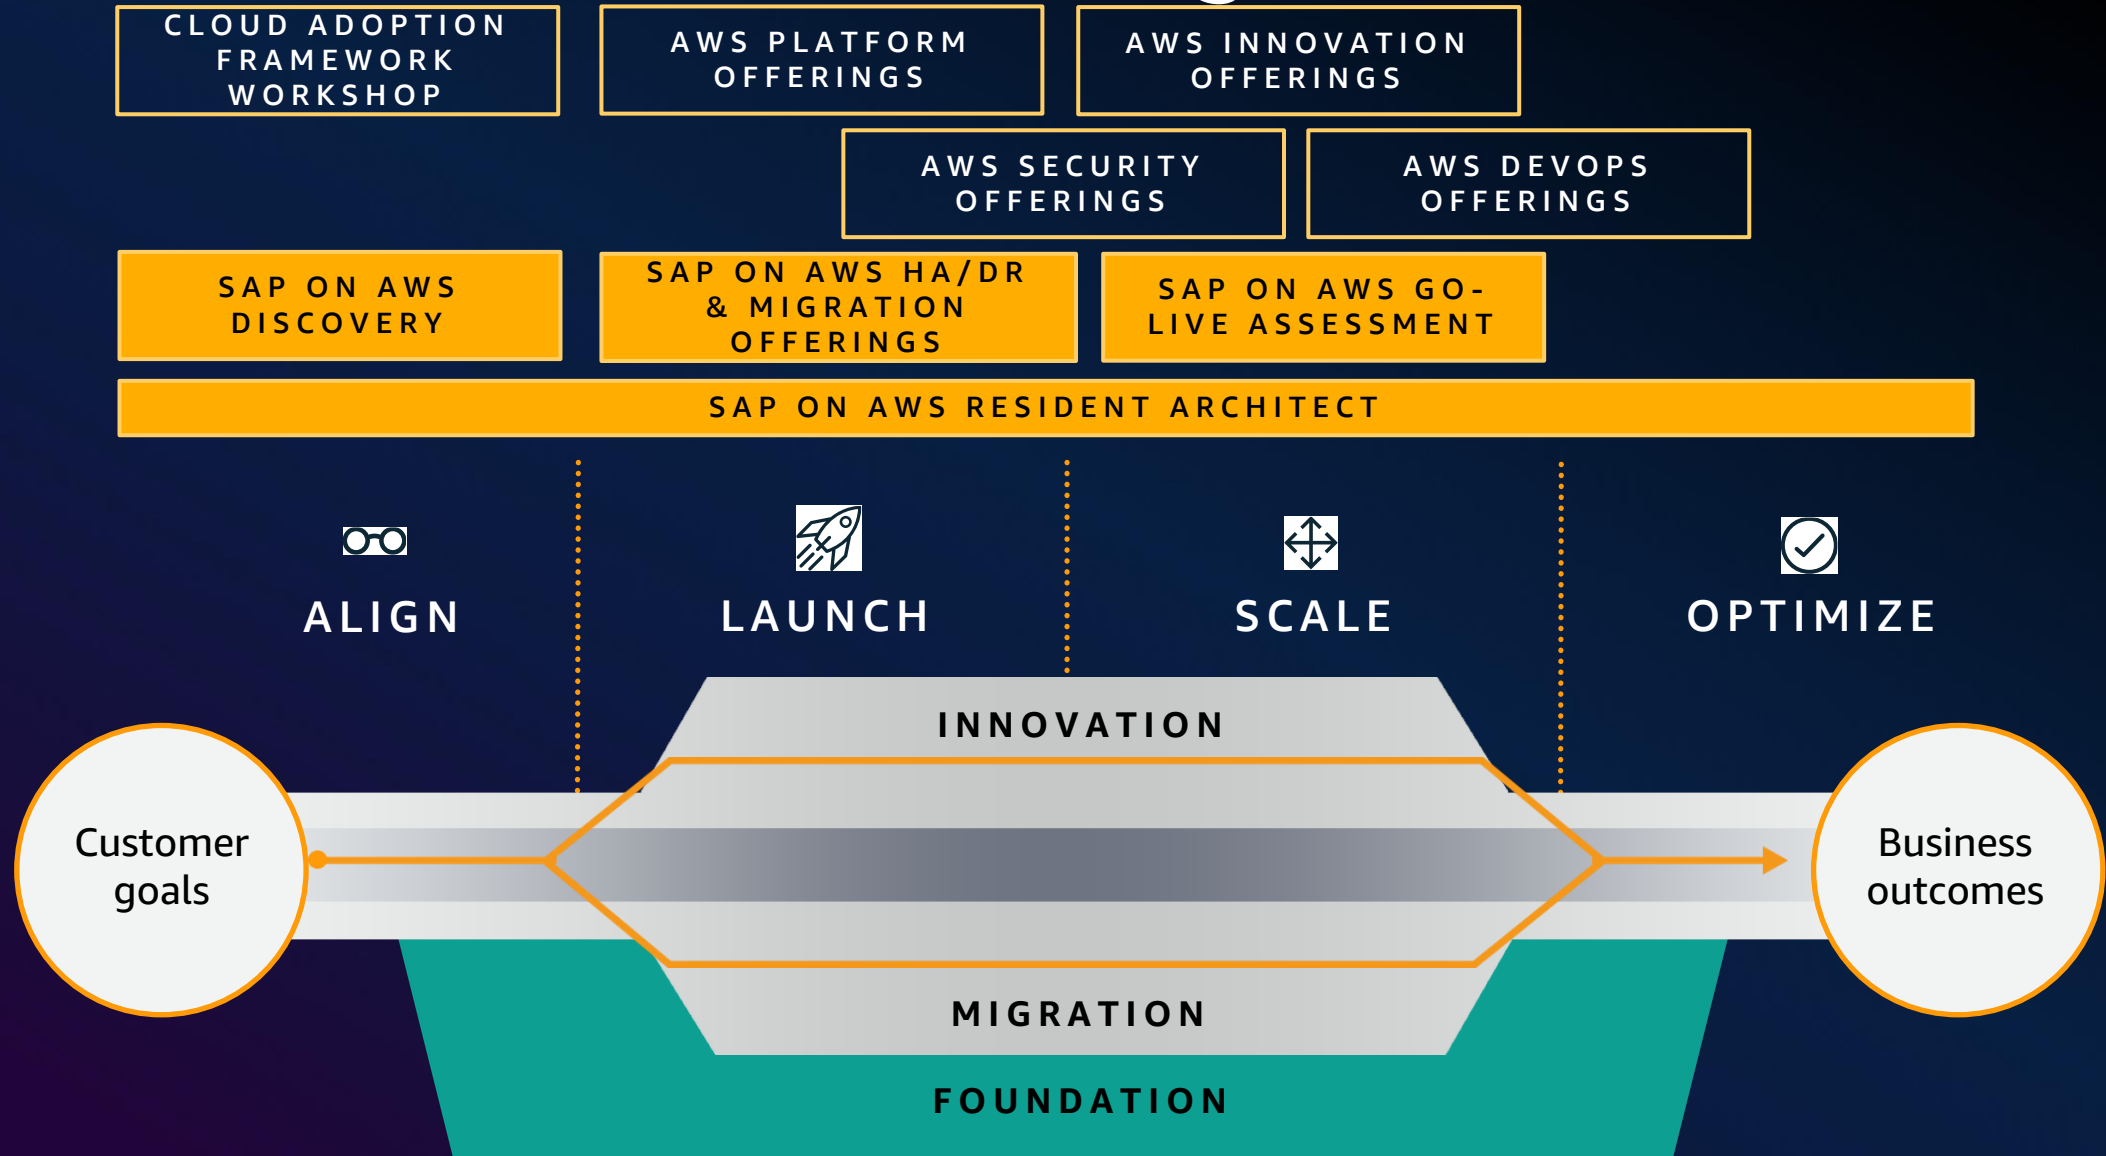 CLOUD ADOPTION
FRAMEWORK
WORKSHOP
AWS PLATFORM
OFFERINGS
AWS INNOVATION
OFFERINGS
AWS SECURITY
OFFERINGS
AWS DEVOPS
OFFERINGS
SAP ON AWS
DISCOVERY
SAP ON AWS HA/DR
& MIGRATION
OFFERINGS
SAP ON AWS GO-
LIVE ASSESSMENT
SAP ON AWS RESIDENT ARCHITECT
ALIGN
LAUNCH
SCALE
OPTIMIZE
INNOVATION
Customer
goals
Business
outcomes
MIGRATION
FOUNDATION